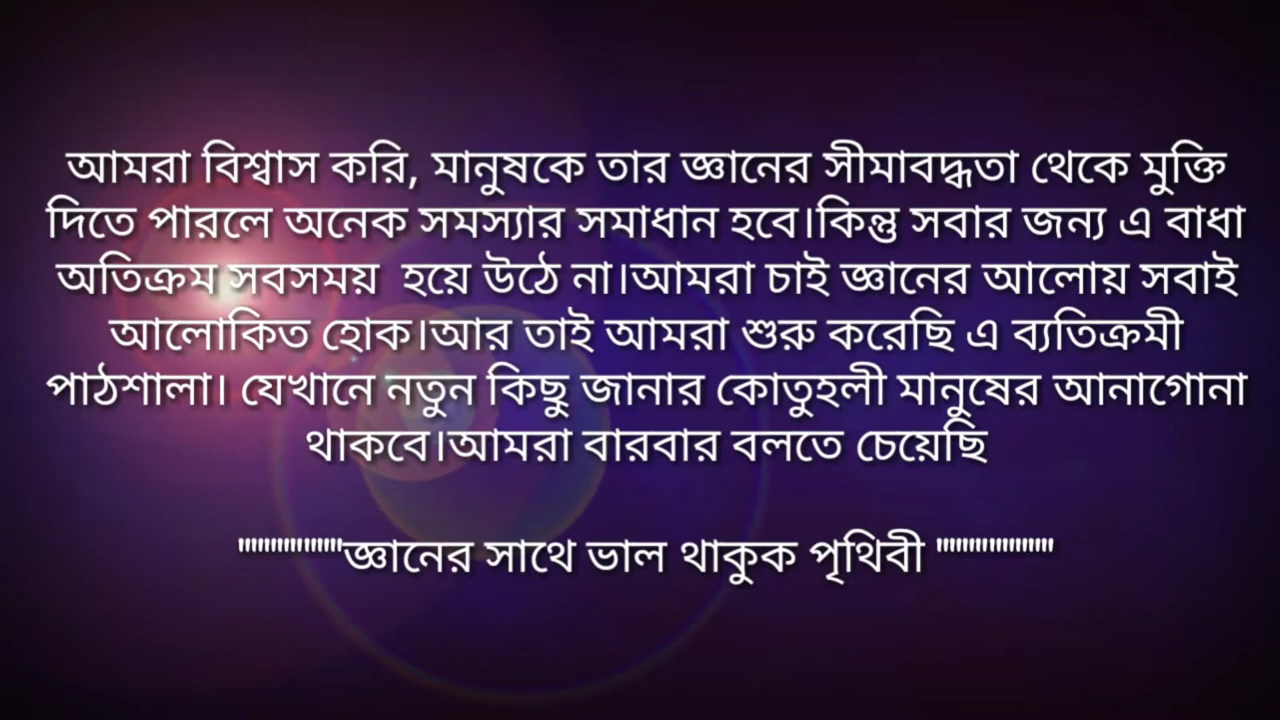 আমরা বিশ্বাস করি, মানুষকে তার জ্ঞানের সীমাবদ্ধতা থেকে মুক্তি
দিতে পারলে অনেক সমস্যার সমাধান হবে।কিন্তু সবার জন্য এ বাধা
অতিক্রম সবসময়  হয়ে উঠে না।আমরা চাই জ্ঞানের আলোয় সবাই
আলোকিত হোক।আর তাই আমরা শুরু করেছি এ ব্যতিক্রমী
পাঠশালা। যেখানে নতুন কিছু জানার কোতুহলী মানুষের আনাগোনা
থাকবে।আমরা বারবার বলতে চেয়েছি
""""""""""জ্ঞানের সাথে ভাল থাকুক পৃথিবী """""""""""